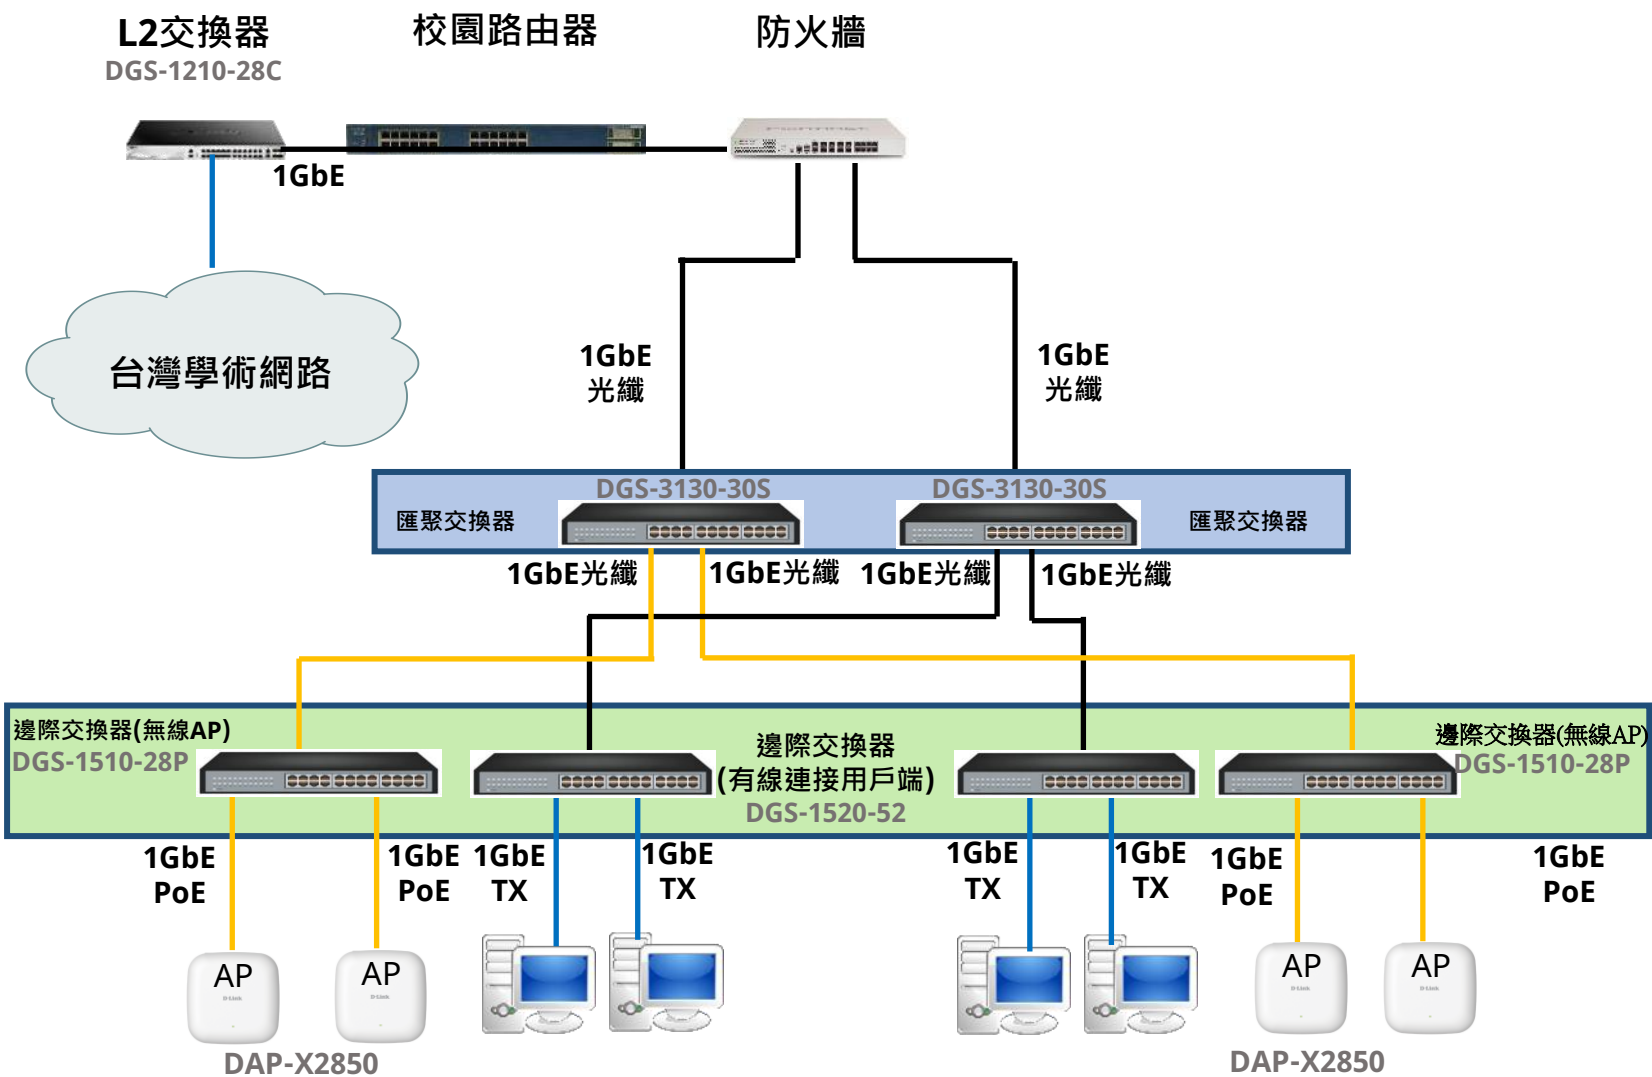 L2交換器
DGS-1210-28C
校園路由器
防火牆
Fortinet
1GbE
台灣學術網路
1GbE
光纖
1GbE
光纖
匯聚交換器
DGS-3130-30S
DGS-3130-30S
匯聚交換器
1GbE光纖
1GbE光纖
1GbE光纖
1GbE光纖
邊際交換器(無線AP)
DGS-1510-28P
邊際交換器
(有線連接用戶端)
DGS-1520-52
邊際交換器(無線AP)
DGS-1510-28P
1GbE
PoE
1GbE
PoE
1GbE
TX
1GbE
TX
1GbE
TX
1GbE
TX
1GbE
PoE
1GbE
PoE
AP
D-Link
AP
D-Link
AP
D-Link
AP
D-Link
DAP-X2850
DAP-X2850